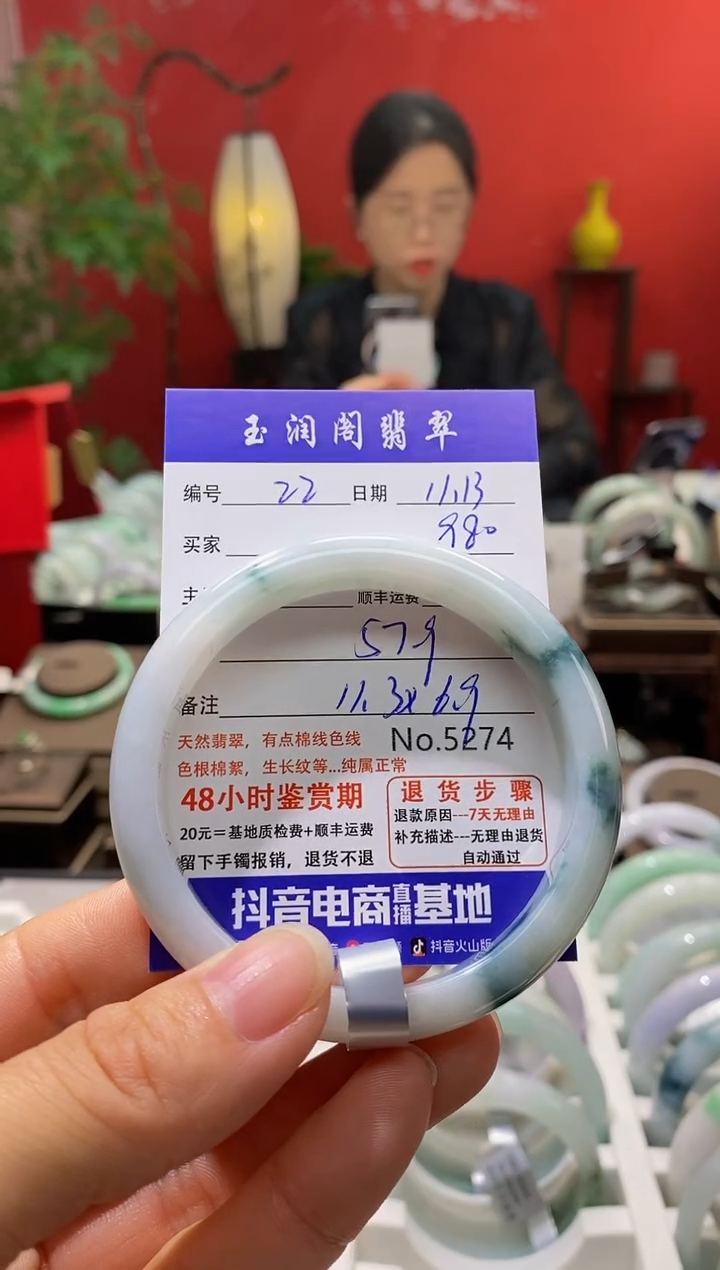 玉润阁翡翠
编号 22 日期 11.13
买家 980
顺丰运费
57g
备注 11.3x6.9
天然翡翠，有点棉线色线 No.5274
色根棉絮，生长纹等...纯属正常
48小时鉴赏期 退货步骤
退款原因---7天无理由
20元=基地质检费+顺丰运费 补充描述---无理由退货
留下手镯报销，退货不退 自动通过
抖音电商直播基地
抖音火山版